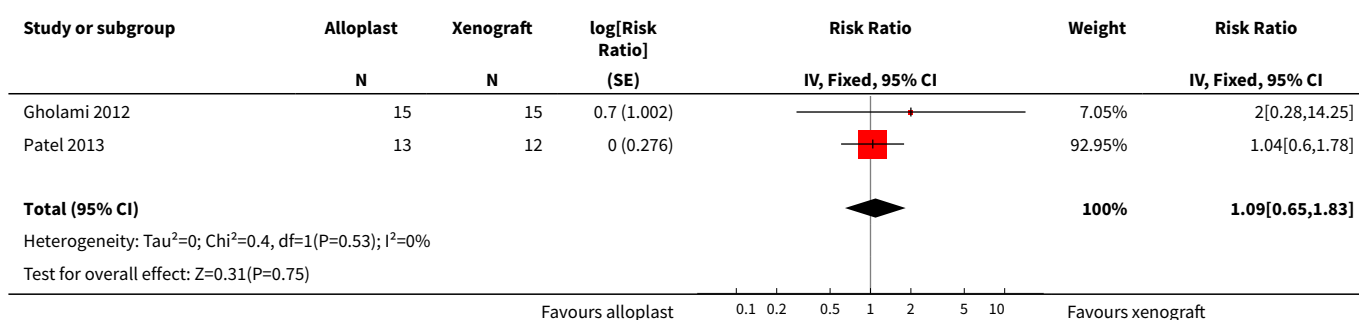 Study or subgroup Alloplast Xenograft log[Risk Ratio] Risk Ratio Weight Risk Ratio
N N (SE) IV, Fixed, 95% CI IV, Fixed, 95% CI
Gholami 2012 15 15 0.7 (1.002) 7.05% 2[0.28,14.25]
Patel 2013 13 12 0 (0.276) 92.95% 1.04[0.6,1.78]
Total (95% CI) 100% 1.09[0.65,1.83]
Heterogeneity: Tau²=0; Chi²=0.4, df=1(P=0.53); I²=0%
Test for overall effect: Z=0.31(P=0.75)
Favours alloplast 0.1 0.2 0.5 1 2 5 10 Favours xenograft